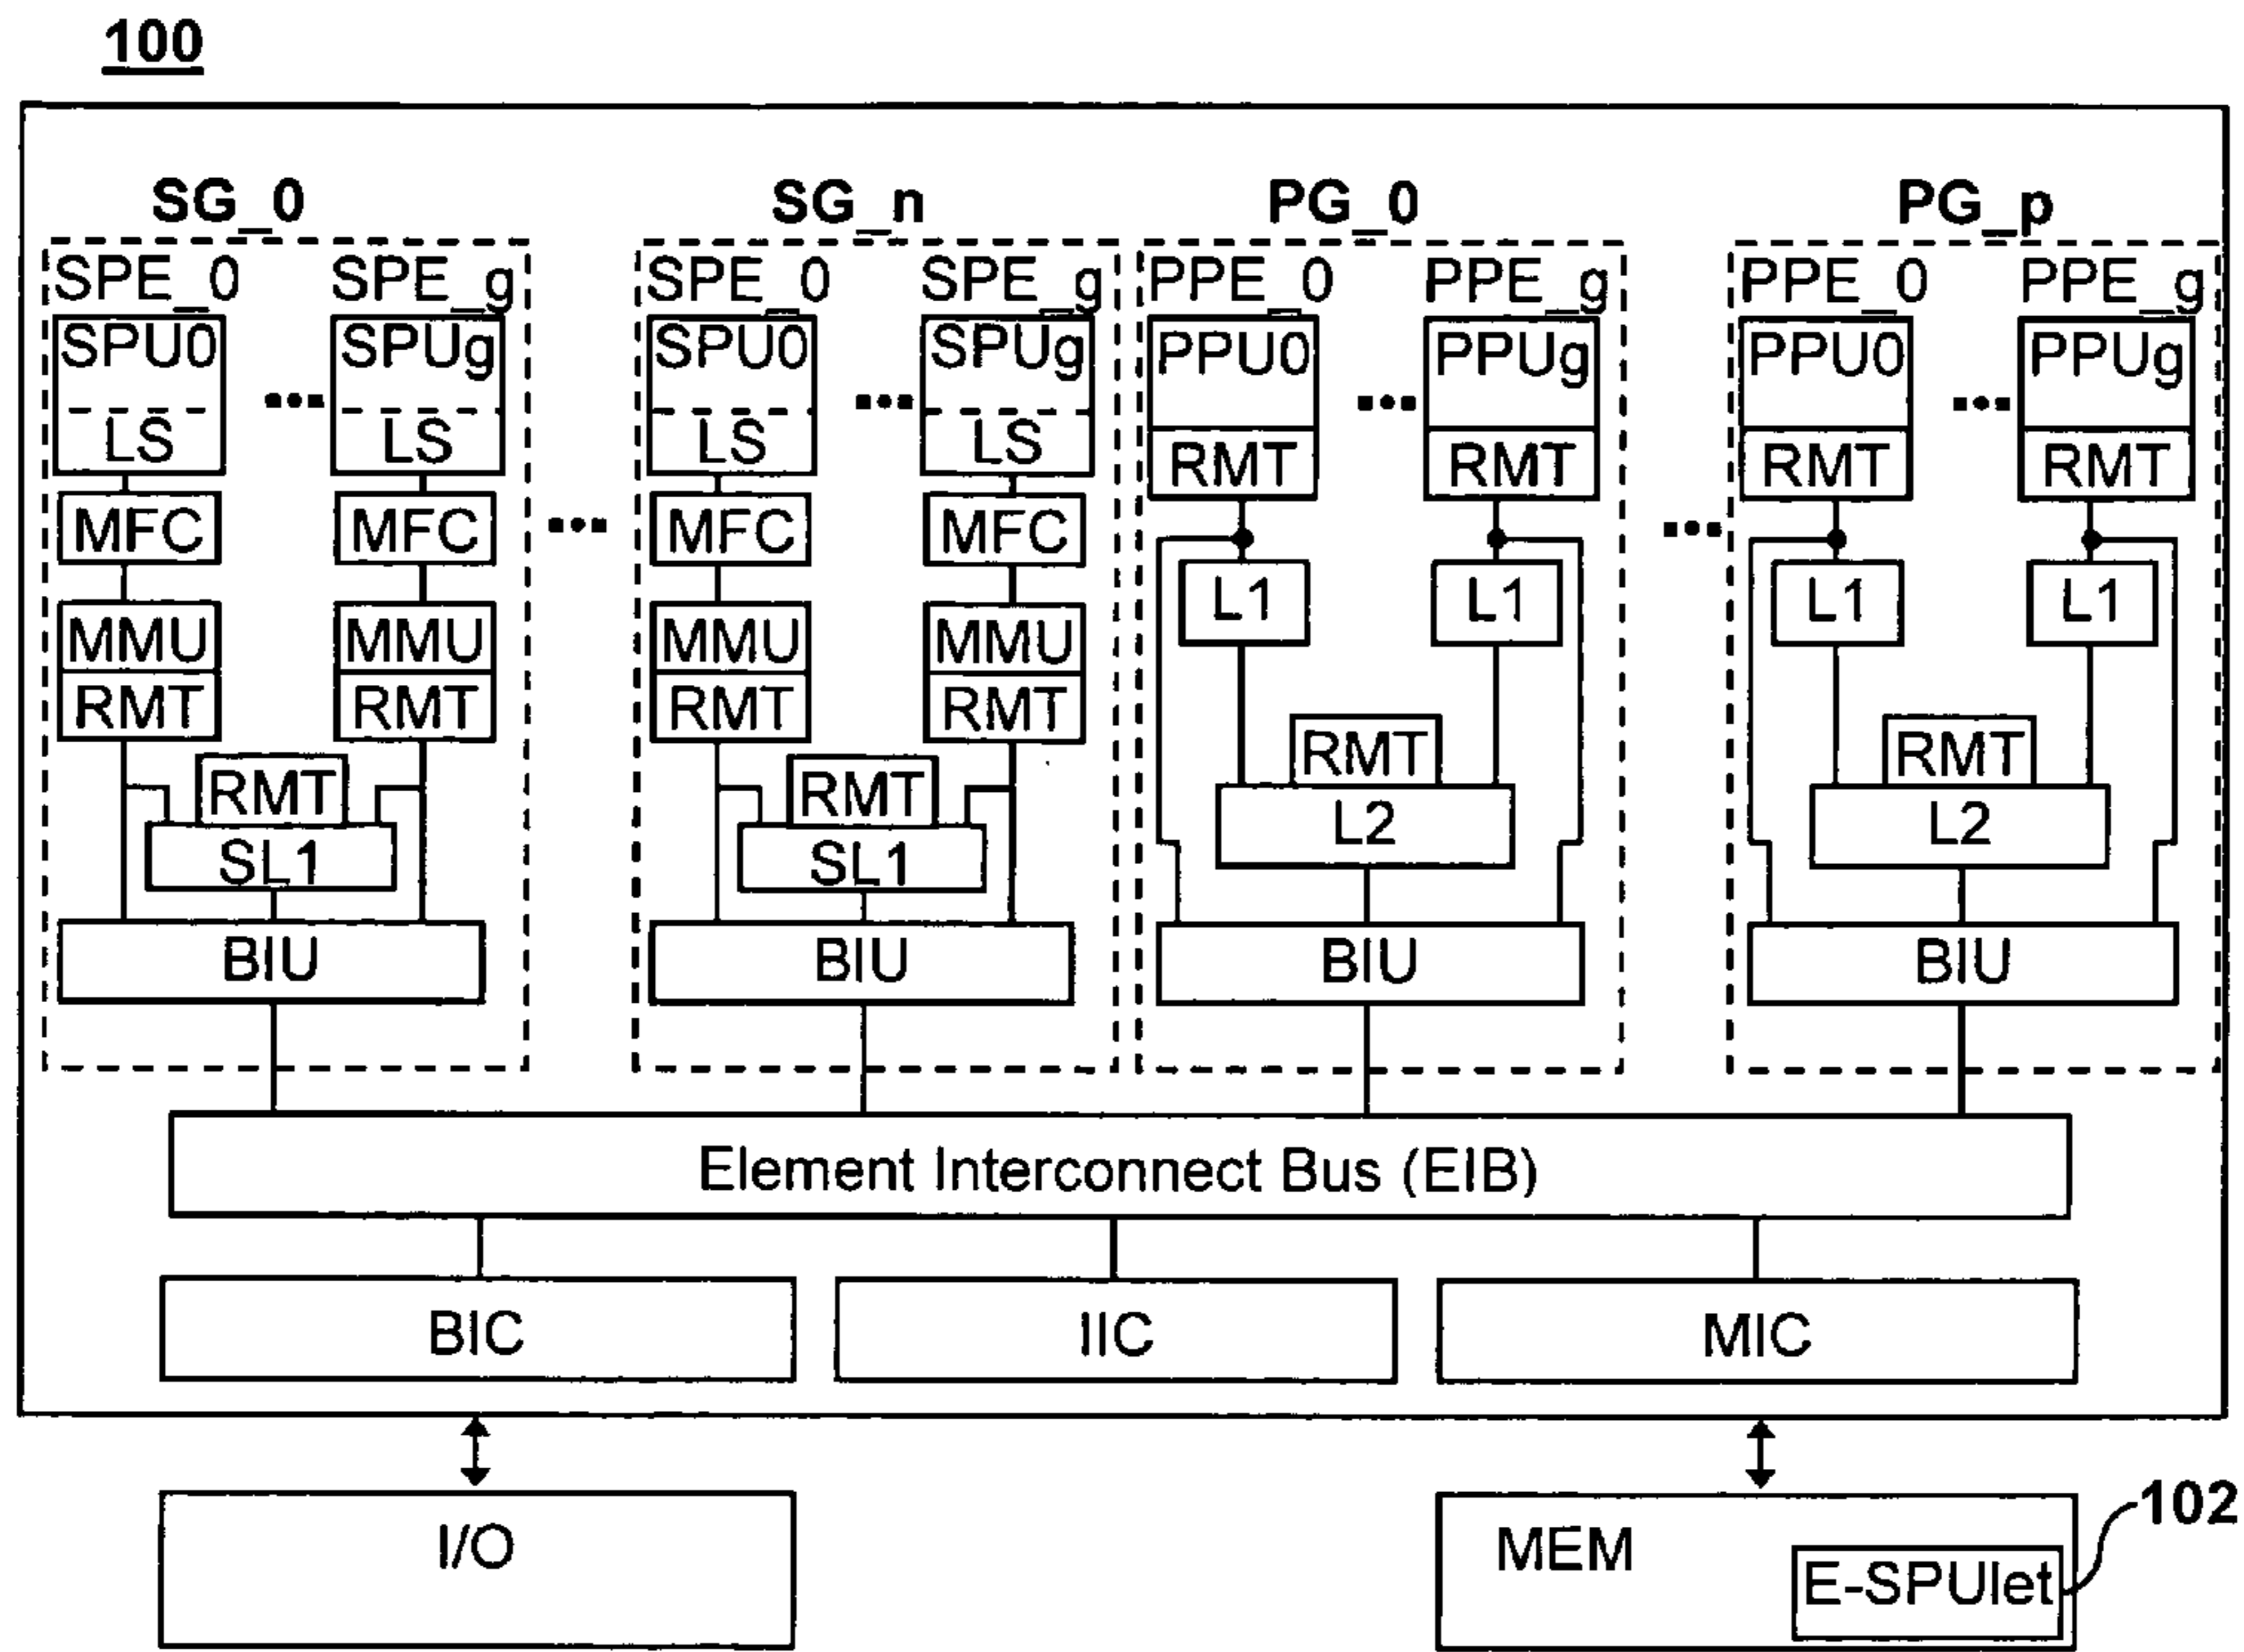 100
SG_0 SG_n PG_0 PG_p
SPE_0 SPE_g SPE_0 SPE_g PPE_0 PPE_g PPE_0 PPE_g
SPU0 SPUg SPU0 SPUg PPU0 PPUg PPU0 PPUg
LS LS LS LS RMT RMT RMT RMT
MFC MFC MFC MFC
L1 L1 L1 L1
MMU MMU MMU MMU
RMT RMT RMT RMT
RMT RMT RMT RMT
L2 L2
SL1 SL1
BIU BIU BIU BIU
Element Interconnect Bus (EIB)
BIC IIC MIC
102
I/O MEM
E-SPUlet